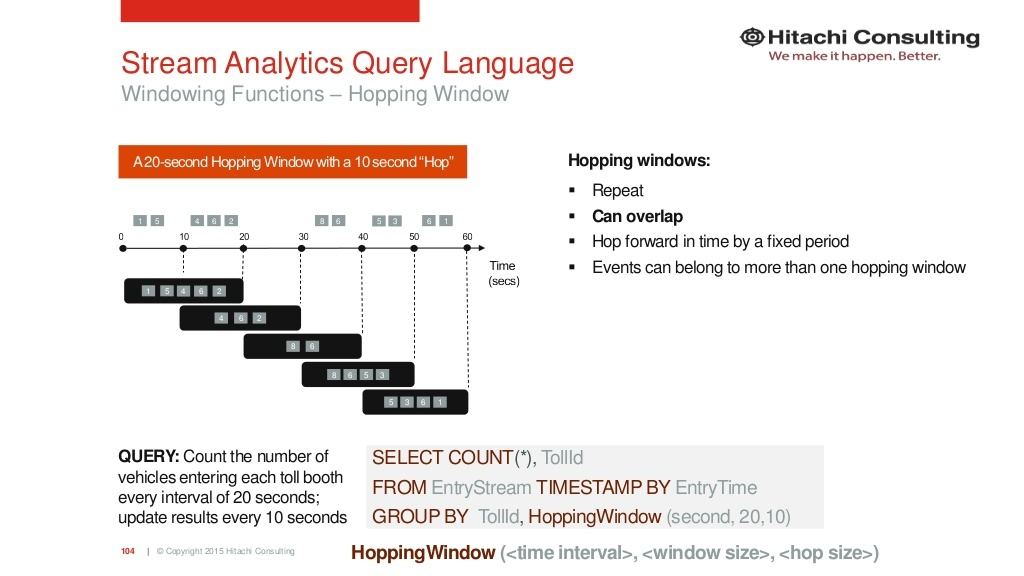 Hitachi Consulting
We make it happen. Better.
Stream Analytics Query Language
Windowing Functions – Hopping Window
A 20-second Hopping Window with a 10 second “Hop”
1 5 4 6 2 8 6 5 3 6 1
0 10 20 30 40 50 60
Time
(secs)
1 5 4 6 2
4 6 2
8 6
8 6 5 3
5 3 6 1
Hopping windows:
▪ Repeat
▪ Can overlap
▪ Hop forward in time by a fixed period
▪ Events can belong to more than one hopping window
QUERY: Count the number of
vehicles entering each toll booth
every interval of 20 seconds;
update results every 10 seconds
SELECT COUNT(*), TollId
FROM EntryStream TIMESTAMP BY EntryTime
GROUP BY TollId, HoppingWindow (second, 20,10)
HoppingWindow (<time interval>, <window size>, <hop size>)
104 | © Copyright 2015 Hitachi Consulting